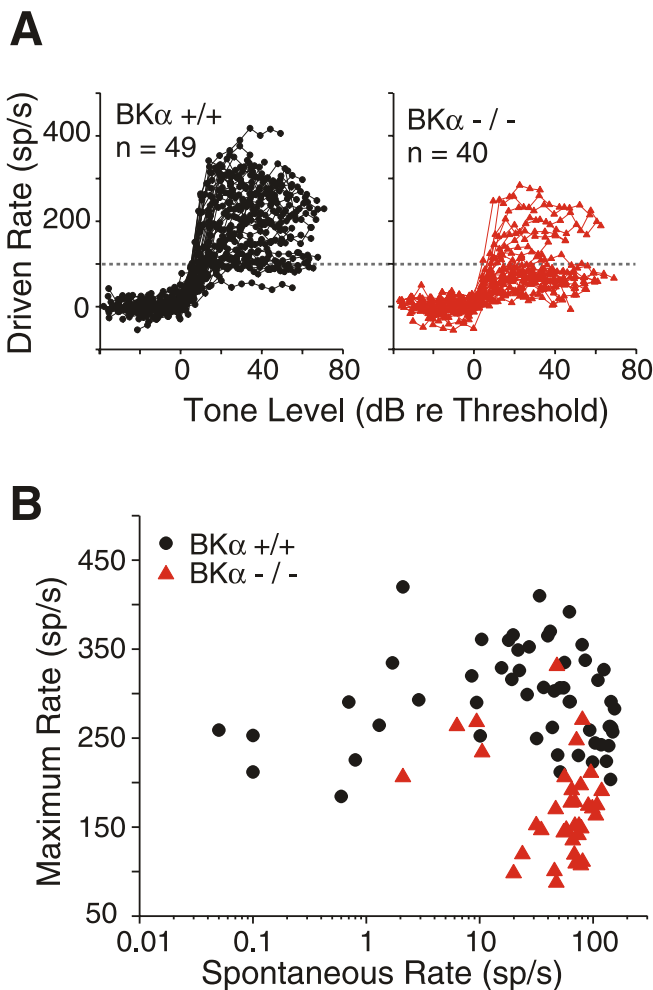 A
Driven Rate (sp/s)
400
200
0
BKα +/+
n = 49
BKα - / -
n = 40
0 40 80
0 40 80
Tone Level (dB re Threshold)
B
Maximum Rate (sp/s)
450
350
250
150
50
BKα +/+
BKα - / -
0.01 0.1 1 10 100
Spontaneous Rate (sp/s)